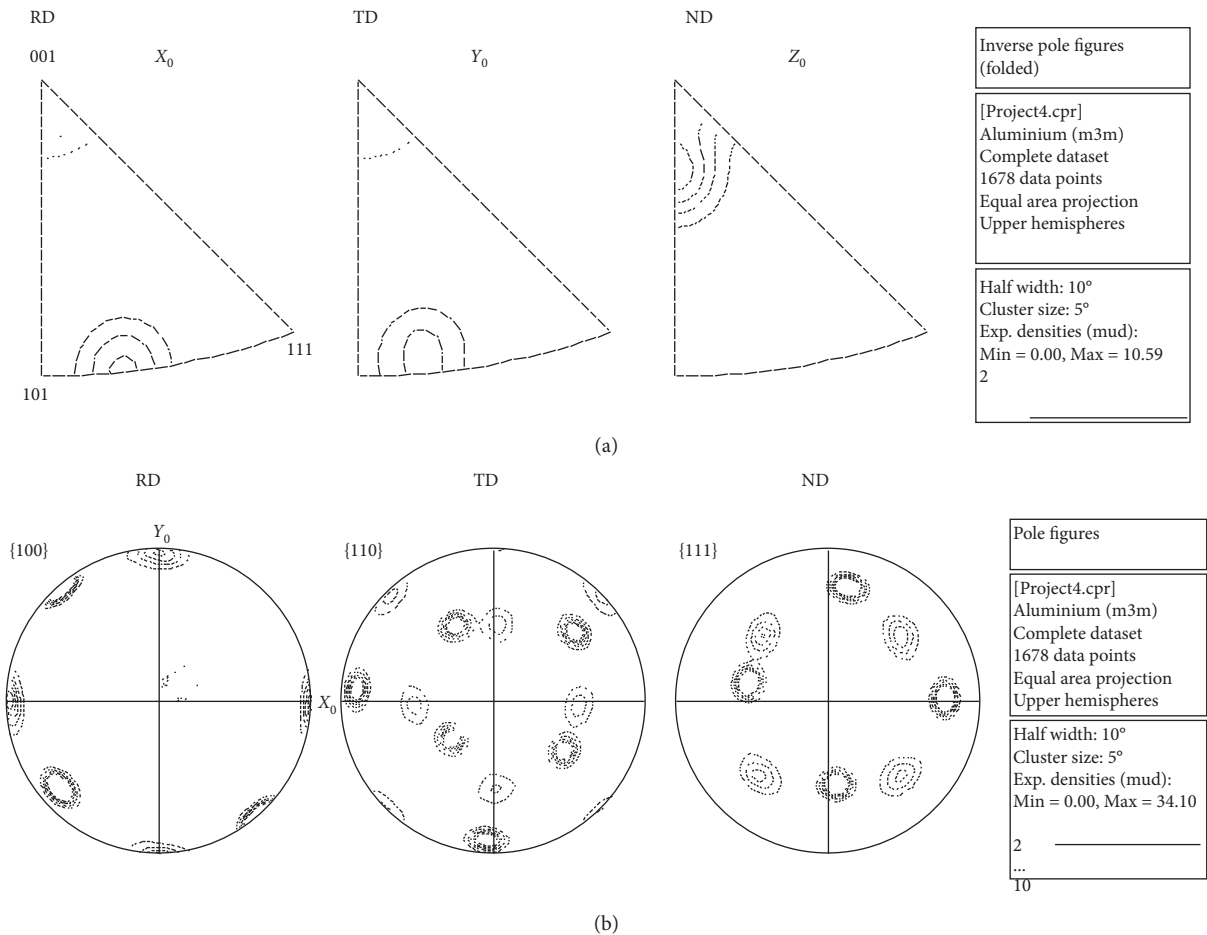 RD
TD
ND
001
X0
Y0
Z0
111
101
Inverse pole figures
(folded)
[Project4.cpr]
Aluminium (m3m)
Complete dataset
1678 data points
Equal area projection
Upper hemispheres
Half width: 10°
Cluster size: 5°
Exp. densities (mud):
Min = 0.00, Max = 10.59
2
(a)
RD
TD
ND
{100}
Y0
X0
{110}
{111}
Pole figures
[Project4.cpr]
Aluminium (m3m)
Complete dataset
1678 data points
Equal area projection
Upper hemispheres
Half width: 10°
Cluster size: 5°
Exp. densities (mud):
Min = 0.00, Max = 34.10
2
...
10
(b)